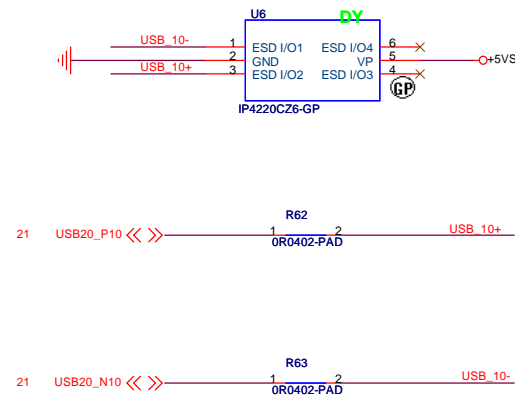 U6 DY
USB_10- 1 ESD I/O1 ESD I/O4 6
2 GND VP 5 +5VS
USB_10+ 3 ESD I/O2 ESD I/O3 4
GP
IP4220CZ6-GP
R62
21 USB20_P10 1 2 USB_10+
0R0402-PAD
R63
21 USB20_N10 1 2 USB_10-
0R0402-PAD